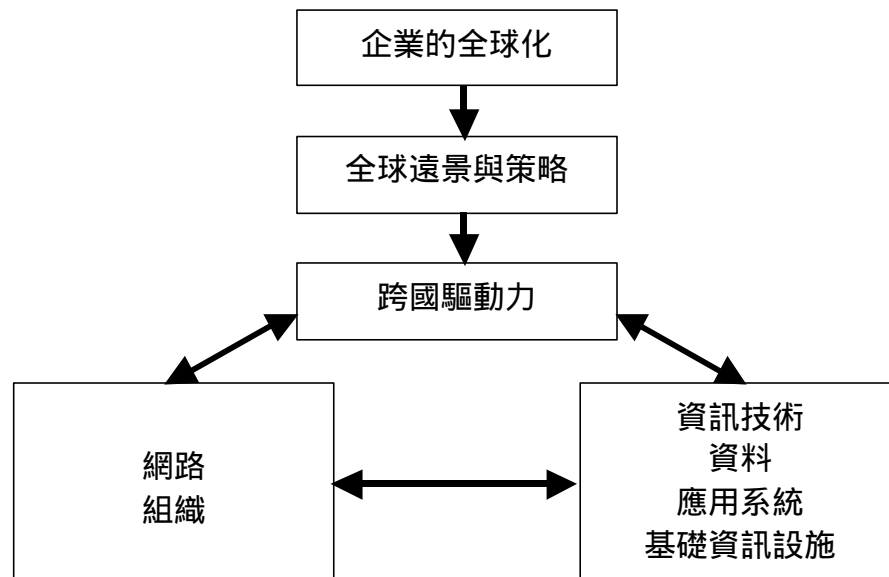 企業的全球化
全球遠景與策略
跨國驅動力
網路
組織
資訊技術
資料
應用系統
基礎資訊設施